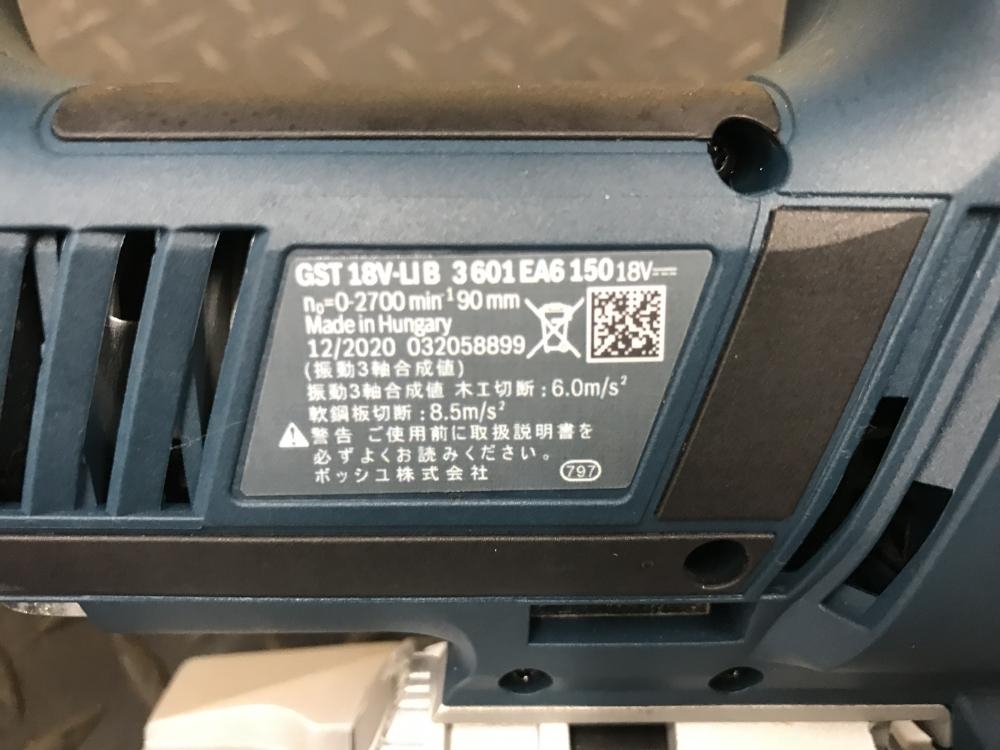 GST 18V-LI B 3 601 EA6 150 18V⎓
n₀=0-2700 min⁻¹ 90 mm
Made in Hungary
12/2020 032058899
(振動3軸合成値)
振動3軸合成値 木工切断:6.0m/s²
軟鋼板切断:8.5m/s²
警告 ご使用前に取扱説明書を
必ずよくお読みください。
ボッシュ株式会社 797